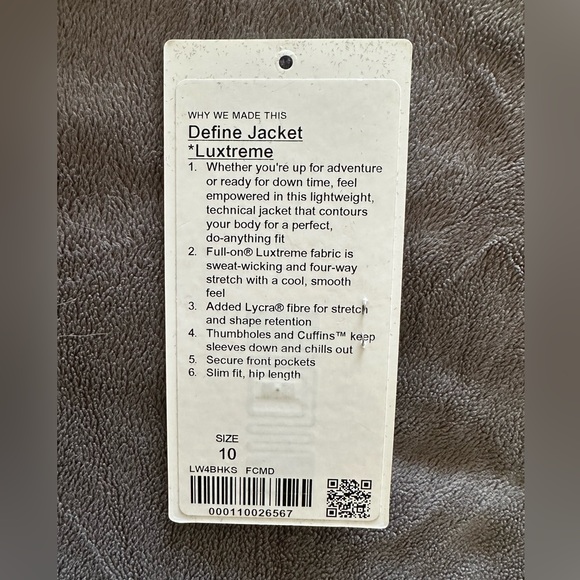 WHY WE MADE THIS
Define Jacket
*Luxtreme
1. Whether you're up for adventure
or ready for down time, feel
empowered in this lightweight,
technical jacket that contours
your body for a perfect,
do-anything fit
2. Full-on® Luxtreme fabric is
sweat-wicking and four-way
stretch with a cool, smooth
feel
3. Added Lycra® fibre for stretch
and shape retention
4. Thumbholes and Cuffins™ keep
sleeves down and chills out
5. Secure front pockets
6. Slim fit, hip length
SIZE
10
LW4BHKS FCMD
000110026567